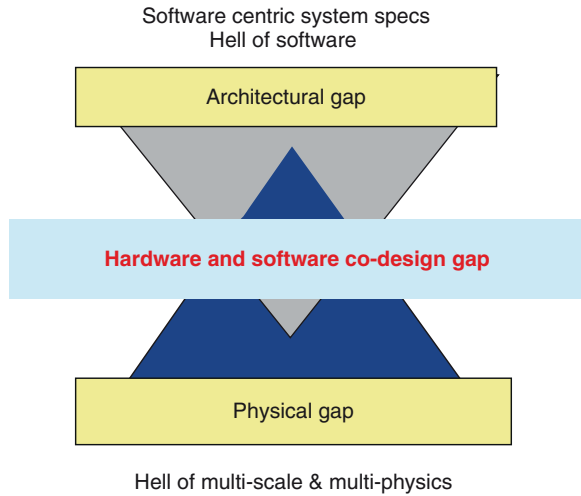 Software centric system specs
Hell of software
Architectural gap
Hardware and software co-design gap
Physical gap
Hell of multi-scale & multi-physics